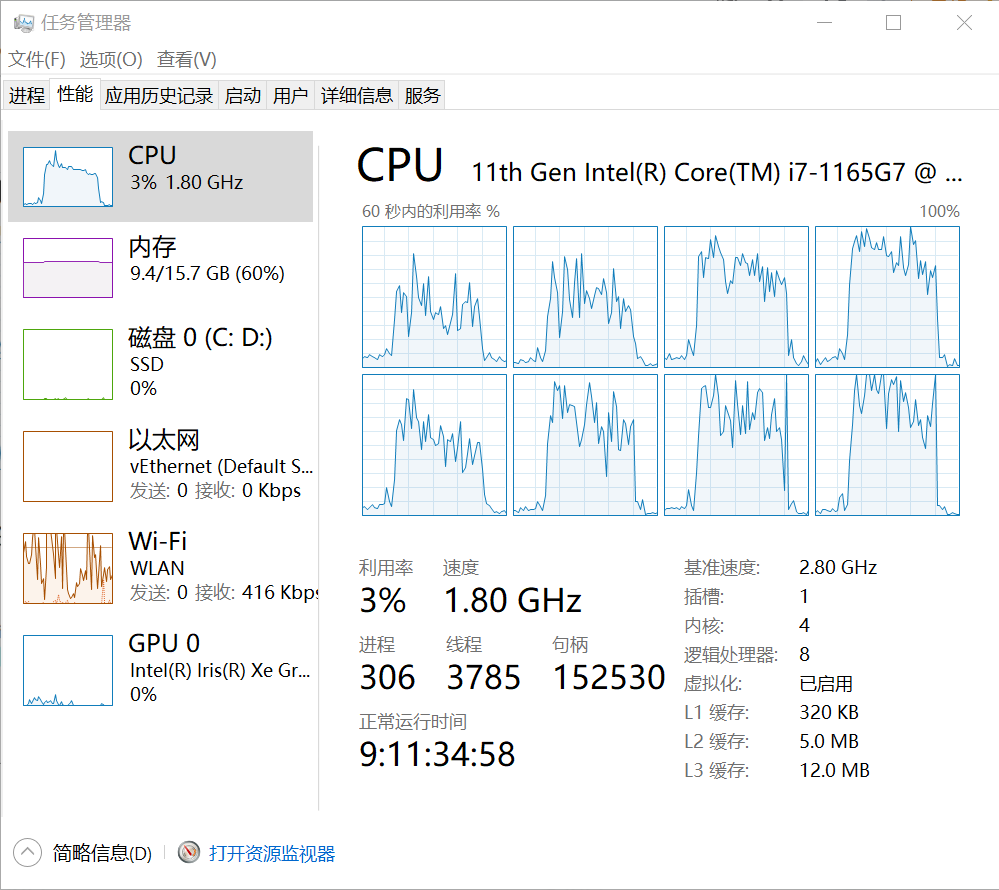 任务管理器
文件(F) 选项(O) 查看(V)
进程 性能 应用历史记录 启动 用户 详细信息 服务
CPU
3% 1.80 GHz
内存
9.4/15.7 GB (60%)
磁盘 0 (C: D:)
SSD
0%
以太网
vEthernet (Default S...
发送: 0 接收: 0 Kbps
Wi-Fi
WLAN
发送: 0 接收: 416 Kbps
GPU 0
Intel(R) Iris(R) Xe Gr...
0%
CPU 11th Gen Intel(R) Core(TM) i7-1165G7 @ ...
60 秒内的利用率 % 100%
利用率 速度
3% 1.80 GHz
进程 线程 句柄
306 3785 152530
正常运行时间
9:11:34:58
基准速度: 2.80 GHz
插槽: 1
内核: 4
逻辑处理器: 8
虚拟化: 已启用
L1 缓存: 320 KB
L2 缓存: 5.0 MB
L3 缓存: 12.0 MB
简略信息(D) 打开资源监视器